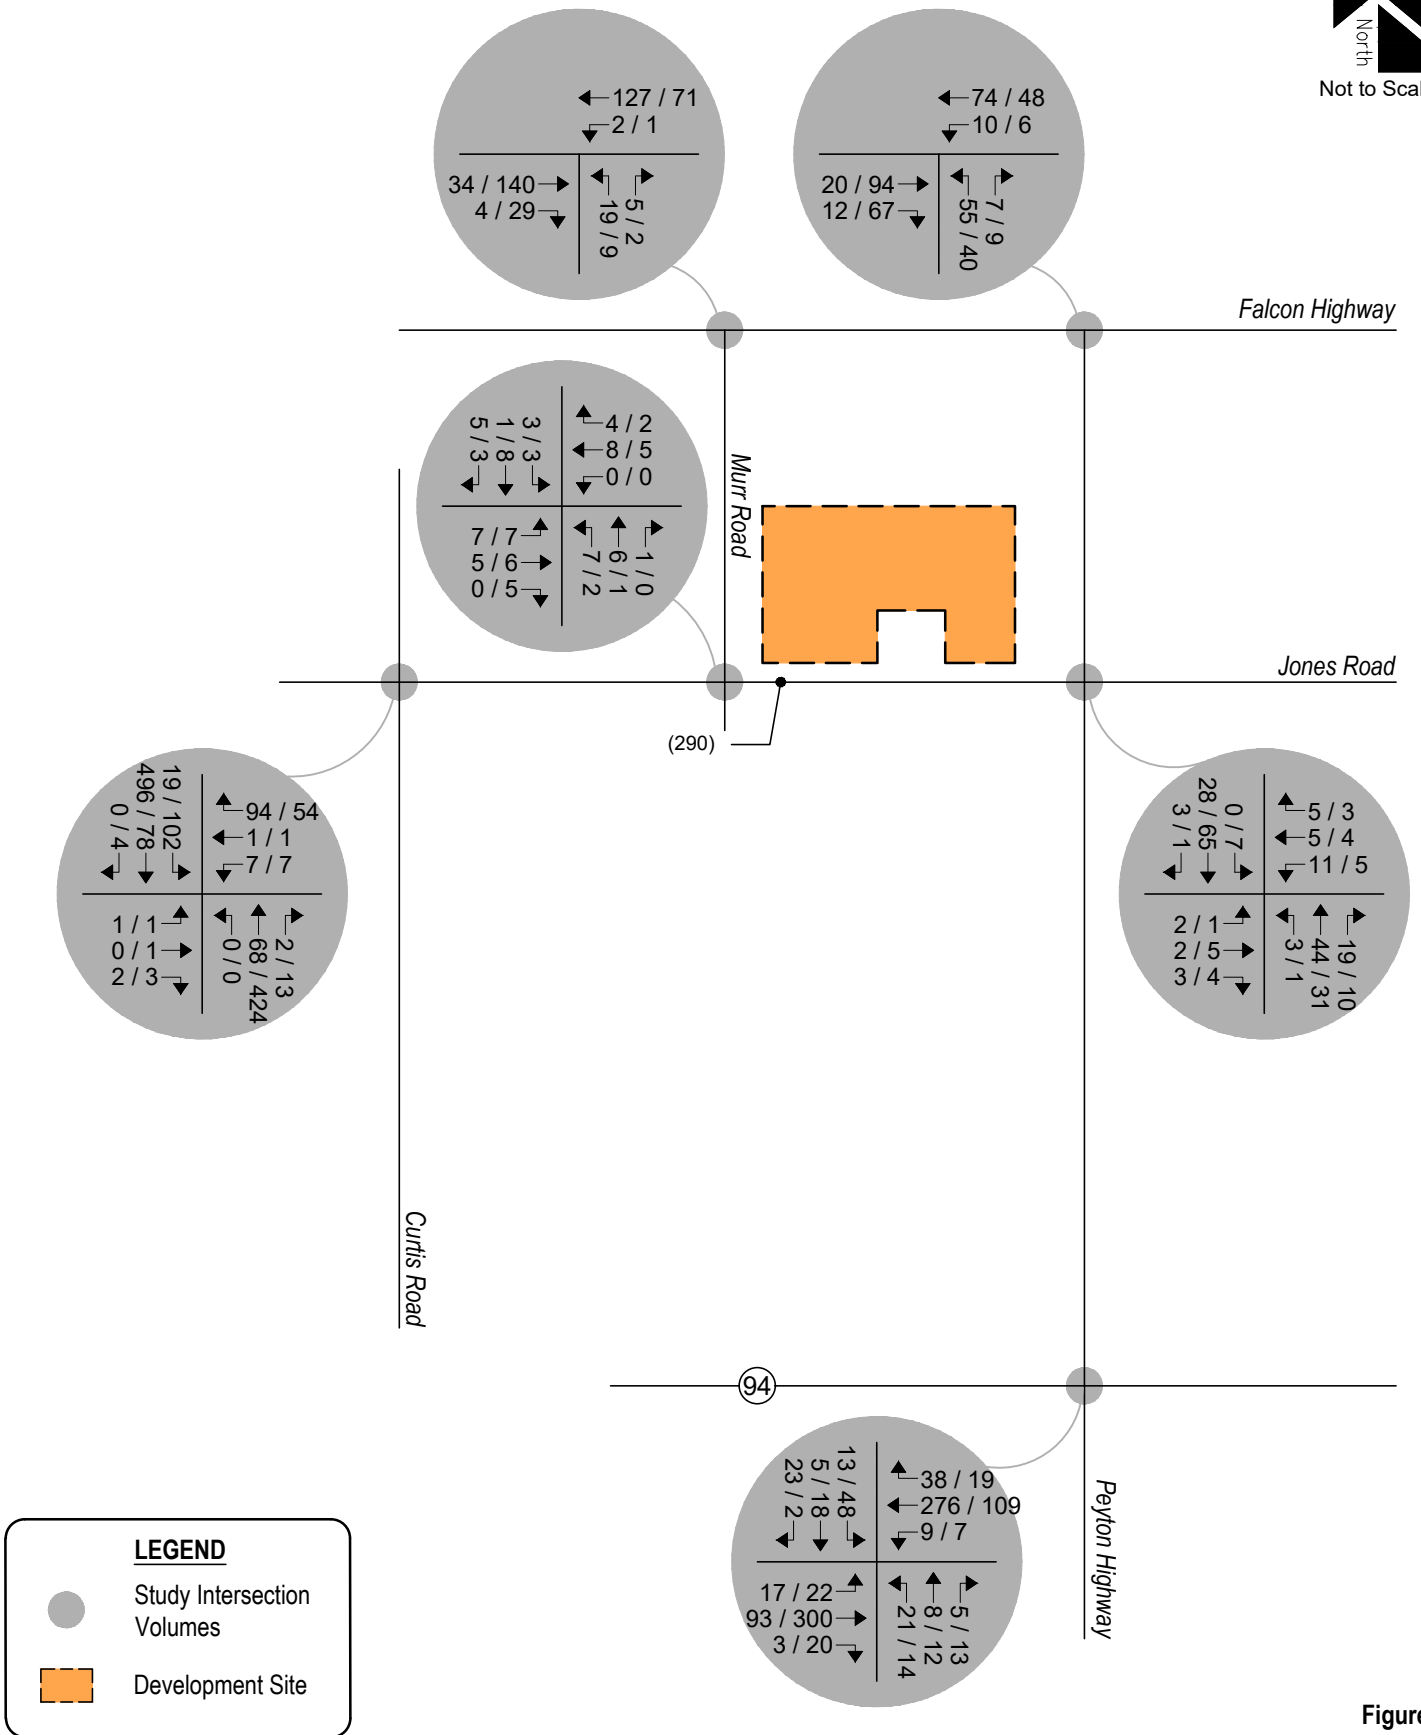 North
Not to Scal
127 / 71
2 / 1
34 / 140
4 / 29
19 / 9
5 / 2
74 / 48
10 / 6
20 / 94
12 / 67
55 / 40
7 / 9
Falcon Highway
5 / 3
1 / 8
3 / 3
4 / 2
8 / 5
0 / 0
7 / 7
5 / 6
0 / 5
7 / 2
6 / 1
1 / 0
Murr Road
Jones Road
(290)
0 / 4
496 / 78
19 / 102
94 / 54
1 / 1
7 / 7
1 / 1
0 / 1
2 / 3
0 / 0
68 / 424
2 / 13
3 / 1
28 / 65
0 / 7
5 / 3
5 / 4
11 / 5
2 / 1
2 / 5
3 / 4
3 / 1
44 / 31
19 / 10
Curtis Road
94
23 / 2
5 / 18
13 / 48
38 / 19
276 / 109
9 / 7
17 / 22
93 / 300
3 / 20
21 / 14
8 / 12
5 / 13
Peyton Highway
LEGEND
Study Intersection
Volumes
Development Site
Figure